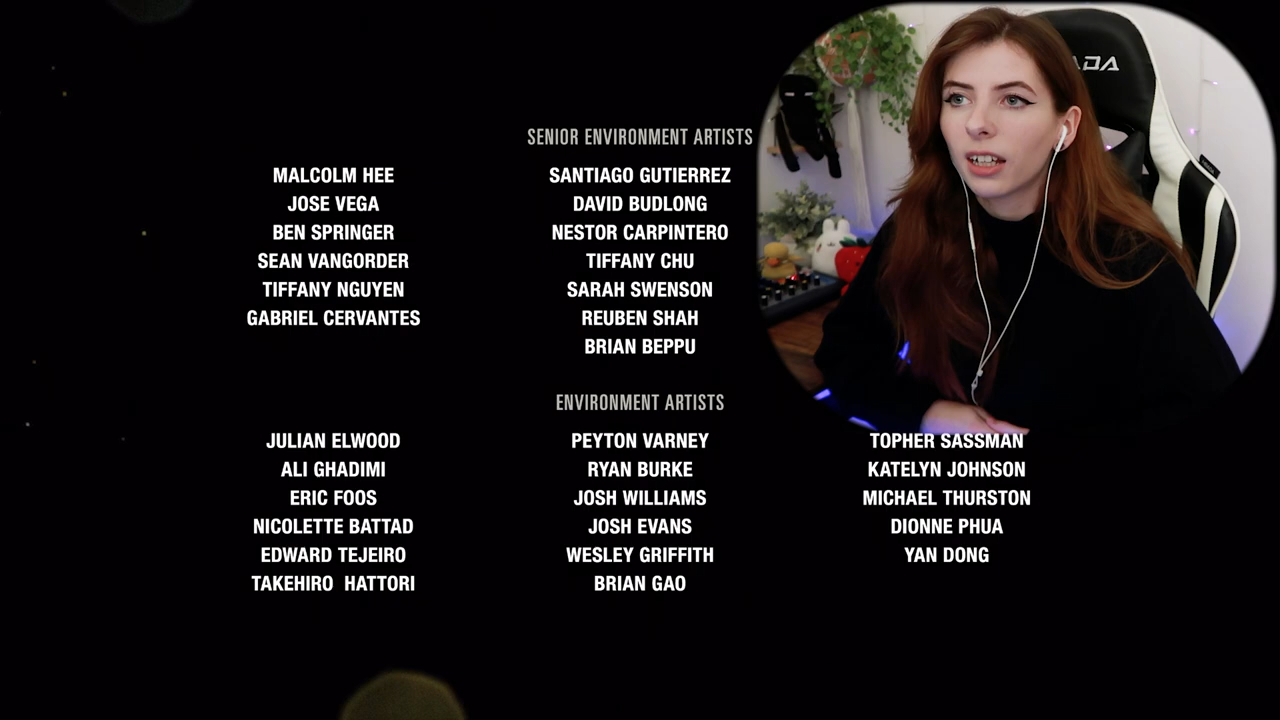 SENIOR ENVIRONMENT ARTISTS
MALCOLM HEE SANTIAGO GUTIERREZ
JOSE VEGA DAVID BUDLONG
BEN SPRINGER NESTOR CARPINTERO
SEAN VANGORDER TIFFANY CHU
TIFFANY NGUYEN SARAH SWENSON
GABRIEL CERVANTES REUBEN SHAH
BRIAN BEPPU
ENVIRONMENT ARTISTS
JULIAN ELWOOD PEYTON VARNEY TOPHER SASSMAN
ALI GHADIMI RYAN BURKE KATELYN JOHNSON
ERIC FOOS JOSH WILLIAMS MICHAEL THURSTON
NICOLETTE BATTAD JOSH EVANS DIONNE PHUA
EDWARD TEJEIRO WESLEY GRIFFITH YAN DONG
TAKEHIRO HATTORI BRIAN GAO